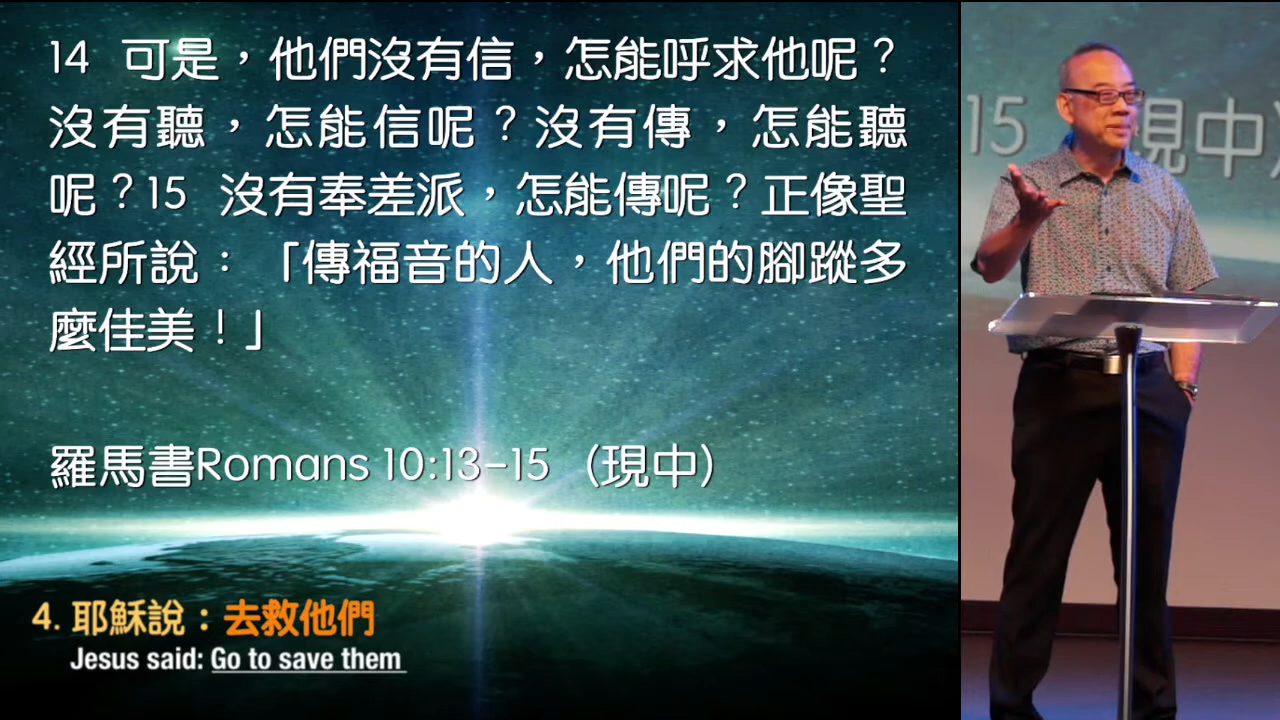 14 可是，他們沒有信，怎能呼求他呢？
沒有聽，怎能信呢？沒有傳，怎能聽
呢？15 沒有奉差派，怎能傳呢？正像聖
經所說：「傳福音的人，他們的腳蹤多
麼佳美！」
羅馬書Romans 10:13-15 （現中）
4. 耶穌說：去救他們
Jesus said: Go to save them
15 現中）